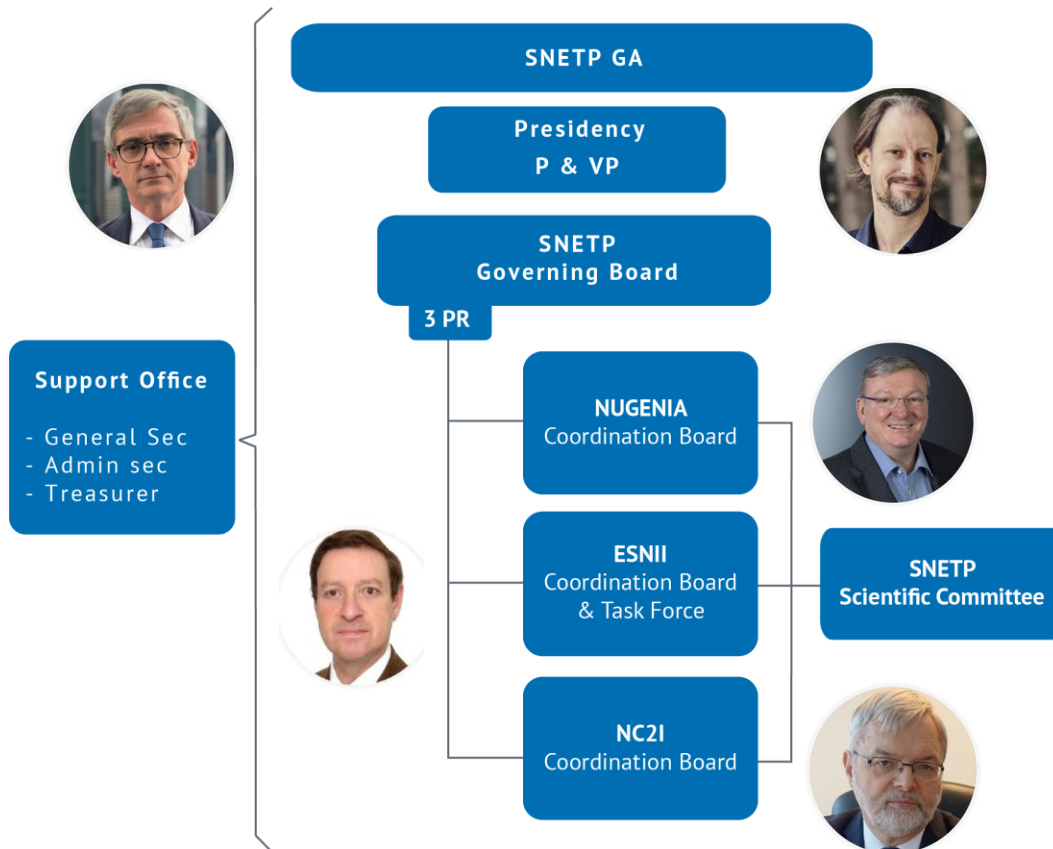 SNETP GA
Presidency
P & VP
SNETP
Governing Board
3 PR
Support Office
- General Sec
- Admin sec
- Treasurer
NUGENIA
Coordination Board
ESNII
Coordination Board
& Task Force
SNETP
Scientific Committee
NC2I
Coordination Board